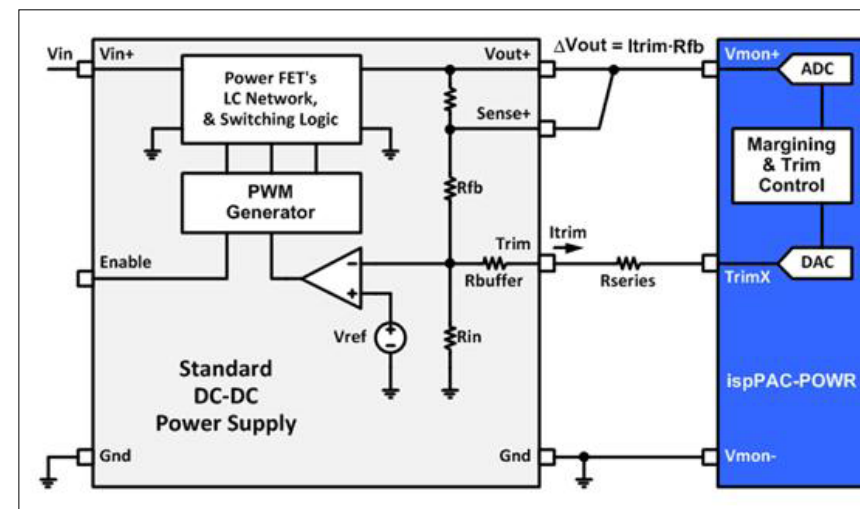 Vin
Vin+
Vout+
ΔVout = Itrim·Rfb
Vmon+
ADC
Power FET's
LC Network,
& Switching Logic
Sense+
Margining
& Trim
Control
PWM
Generator
Rfb
Enable
Trim
Itrim
Rbuffer
Rseries
TrimX
DAC
Vref
Rin
Standard
DC-DC
Power Supply
ispPAC-POWR
Gnd
Gnd
Vmon-